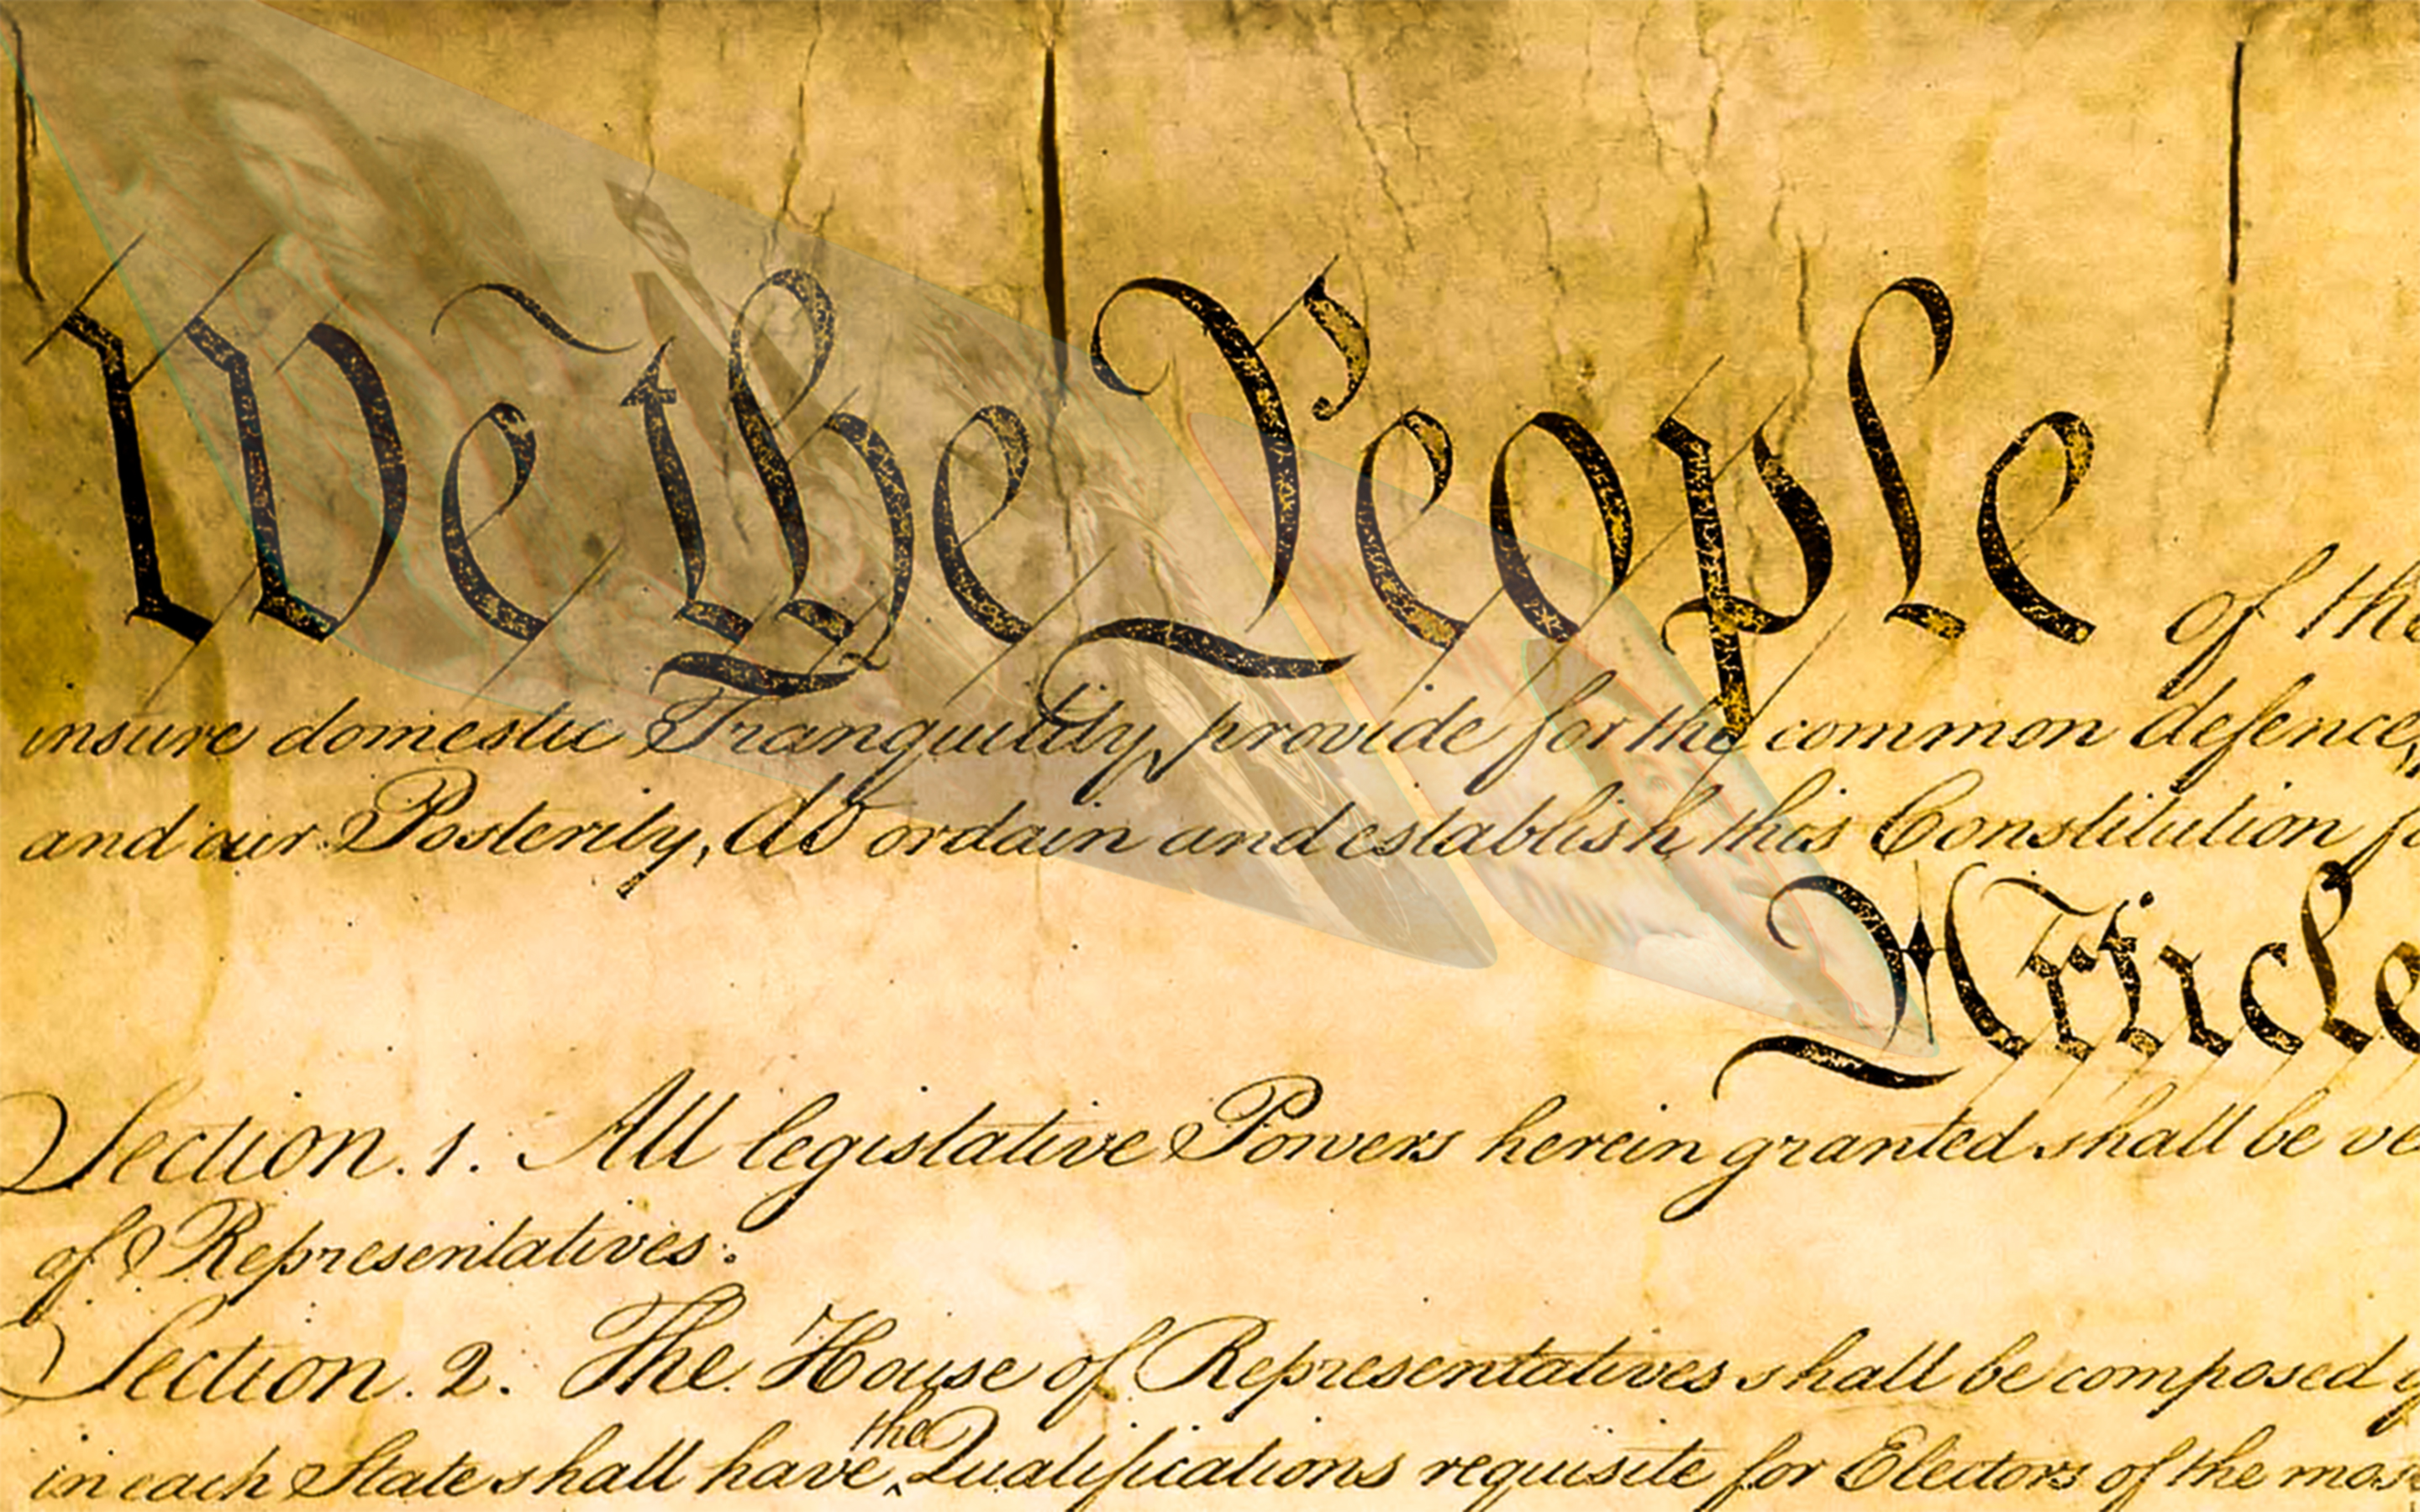 We the People of the
insure domestic Tranquility, provide for the common defence,
and our Posterity, do ordain and establish this Constitution fo
Article
Section. 1. All legislative Powers herein granted shall be ve
of Representatives.
Section. 2. The House of Representatives shall be composed
the
in each State shall have Qualifications requisite for Electors of the mos